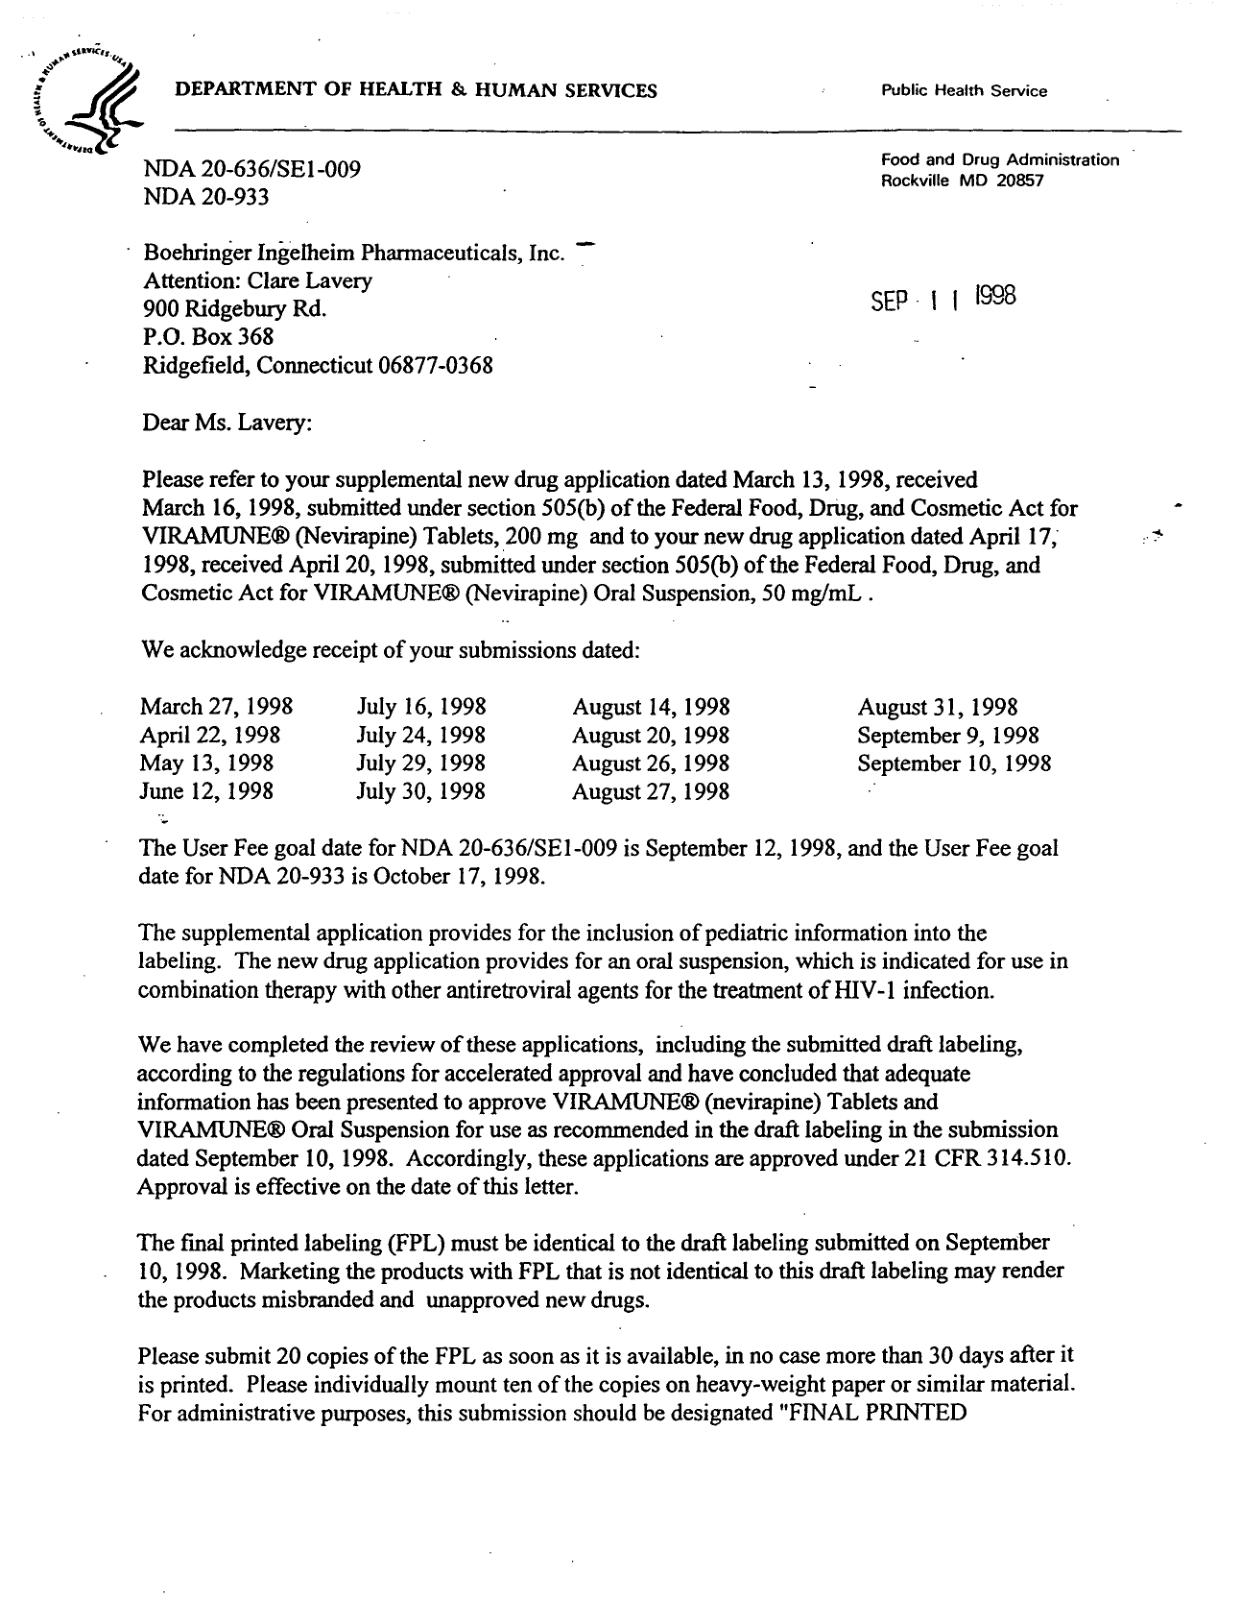 DEPARTMENT OF HEALTH & HUMAN SERVICES
Public Health Service
DEPARTMENT OF HEALTH & HUMAN SERVICES·USA
Food and Drug Administration
Rockville MD 20857
NDA 20-636/SE1-009
NDA 20-933
Boehringer Ingelheim Pharmaceuticals, Inc.
Attention: Clare Lavery
900 Ridgebury Rd.
P.O. Box 368
Ridgefield, Connecticut 06877-0368
SEP 11 1998
Dear Ms. Lavery:
Please refer to your supplemental new drug application dated March 13, 1998, received
March 16, 1998, submitted under section 505(b) of the Federal Food, Drug, and Cosmetic Act for
VIRAMUNE® (Nevirapine) Tablets, 200 mg and to your new drug application dated April 17,
1998, received April 20, 1998, submitted under section 505(b) of the Federal Food, Drug, and
Cosmetic Act for VIRAMUNE® (Nevirapine) Oral Suspension, 50 mg/mL .
We acknowledge receipt of your submissions dated:
March 27, 1998 July 16, 1998 August 14, 1998 August 31, 1998
April 22, 1998 July 24, 1998 August 20, 1998 September 9, 1998
May 13, 1998 July 29, 1998 August 26, 1998 September 10, 1998
June 12, 1998 July 30, 1998 August 27, 1998
The User Fee goal date for NDA 20-636/SE1-009 is September 12, 1998, and the User Fee goal
date for NDA 20-933 is October 17, 1998.
The supplemental application provides for the inclusion of pediatric information into the
labeling. The new drug application provides for an oral suspension, which is indicated for use in
combination therapy with other antiretroviral agents for the treatment of HIV-1 infection.
We have completed the review of these applications, including the submitted draft labeling,
according to the regulations for accelerated approval and have concluded that adequate
information has been presented to approve VIRAMUNE® (nevirapine) Tablets and
VIRAMUNE® Oral Suspension for use as recommended in the draft labeling in the submission
dated September 10, 1998. Accordingly, these applications are approved under 21 CFR 314.510.
Approval is effective on the date of this letter.
The final printed labeling (FPL) must be identical to the draft labeling submitted on September
10, 1998. Marketing the products with FPL that is not identical to this draft labeling may render
the products misbranded and unapproved new drugs.
Please submit 20 copies of the FPL as soon as it is available, in no case more than 30 days after it
is printed. Please individually mount ten of the copies on heavy-weight paper or similar material.
For administrative purposes, this submission should be designated "FINAL PRINTED